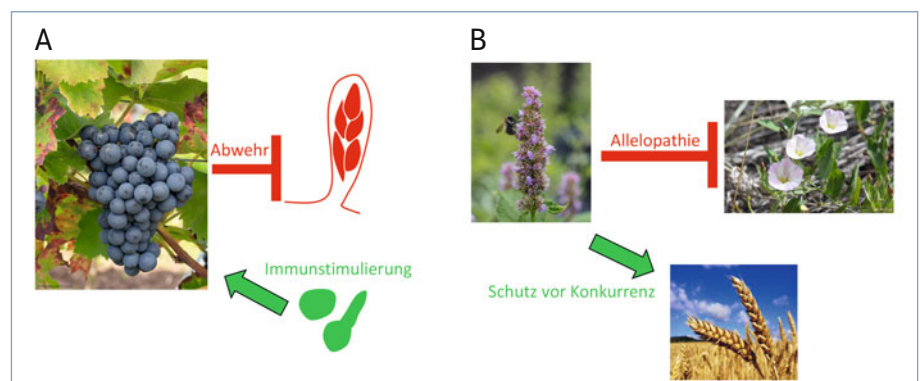 A
B
Abwehr
Allelopathie
Immunstimulierung
Schutz vor Konkurrenz